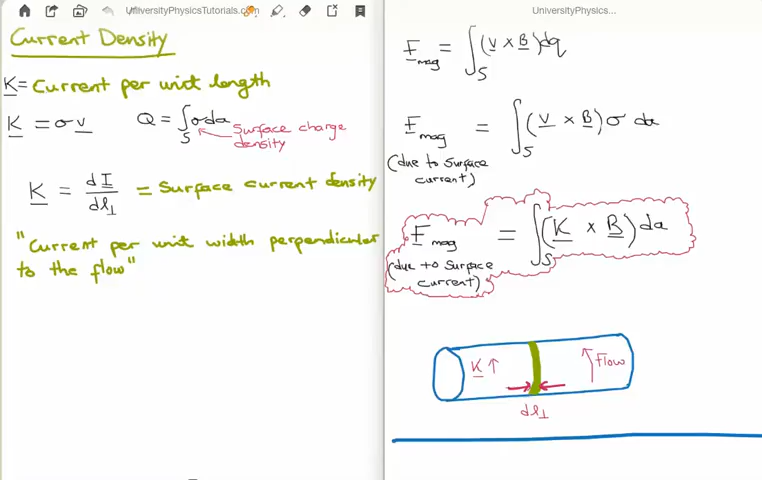 UniversityPhysicsTutorials.com
Current Density
K = Current per unit length
K = σ v    Q = ∫S σ da
Surface charge
density
K = dI/dℓ⊥ = Surface current density
"Current per unit width perpendicular
to the flow"
UniversityPhysics...
Fmag = ∫S (v × B) dq
Fmag = ∫S (v × B) σ da
(due to surface
current)
Fmag = ∫S (K × B) da
(due to surface
current)
K ↑
Flow
dℓ⊥